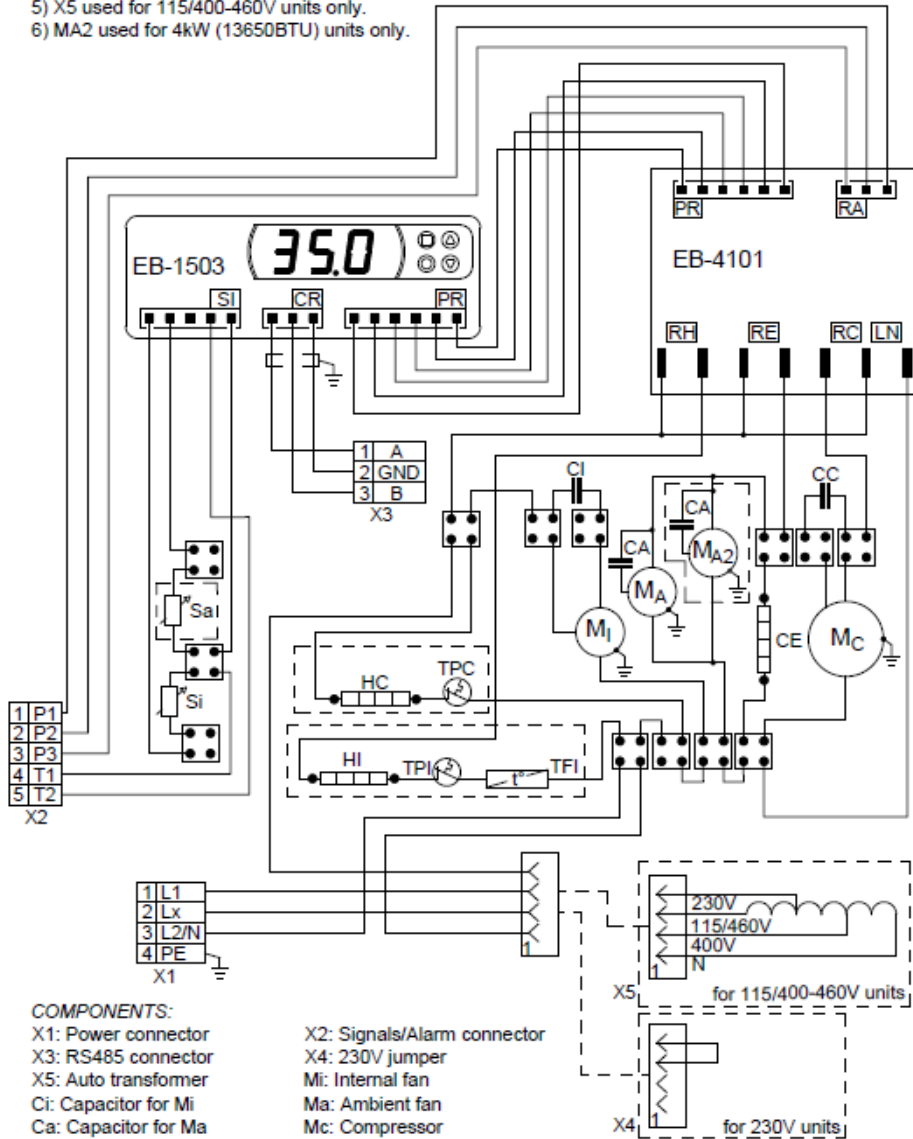 5) X5 used for 115/400-460V units only.
6) MA2 used for 4kW (13650BTU) units only.
PR
RA
EB-4101
EB-1503
35.0
SI
CR
PR
RH
RE
RC
LN
1 A
2 GND
3 B
X3
CI
CA
CA
CC
MA2
MA
MI
CE
MC
Sa
Si
HC
TPC
HI
TPI
t°
TFI
1 P1
2 P2
3 P3
4 T1
5 T2
X2
1 L1
2 Lx
3 L2/N
4 PE
X1
1
230V
115/460V
400V
N
1
X5
for 115/400-460V units
1
X4
for 230V units
COMPONENTS:
X1: Power connector
X2: Signals/Alarm connector
X3: RS485 connector
X4: 230V jumper
X5: Auto transformer
Mi: Internal fan
Ci: Capacitor for Mi
Ma: Ambient fan
Ca: Capacitor for Ma
Mc: Compressor